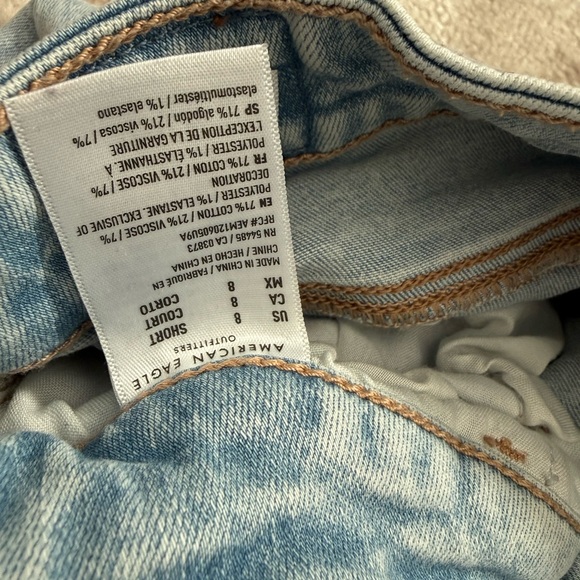 AMERICAN EAGLE
OUTFITTERS
SHORT
US 8 COURT
CA 8 CORTO
MX 8
MADE IN CHINA / FABRIQUÉ EN
CHINE / HECHO EN CHINA
RN 54485 / CA 03973
RFC# AEM120605U9A
EN 71% COTTON / 21% VISCOSE / 7%
POLYESTER / 1% ELASTANE. EXCLUSIVE OF
DECORATION
FR 71% COTON / 21% VISCOSE / 7%
POLYESTER / 1% ÉLASTHANNE. À
L'EXCEPTION DE LA GARNITURE
SP 71% algodón / 21% viscosa / 7%
elastomultiéster / 1% elastano